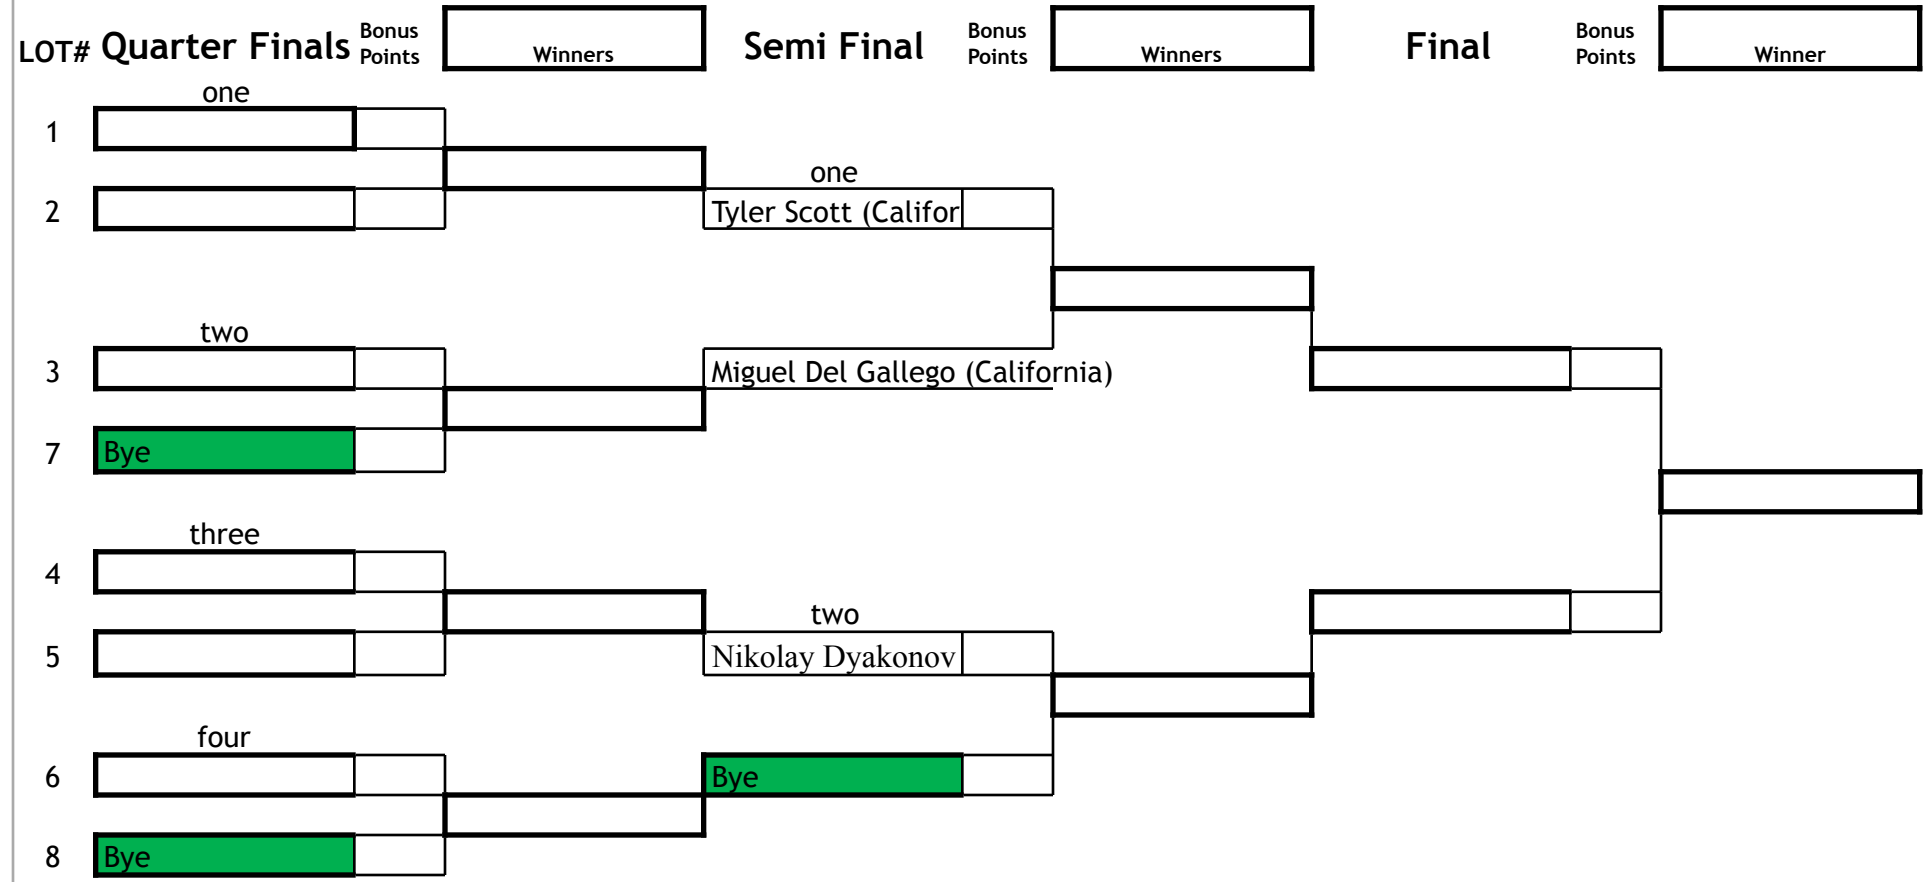 LOT# Quarter Finals Bonus Points Winners Semi Final Bonus Points Winners Final Bonus Points Winner
one
1
one
2 Tyler Scott (Califor
two
3 Miguel Del Gallego (California)
7 Bye
three
4
two
5 Nikolay Dyakonov
four
6 Bye
8 Bye